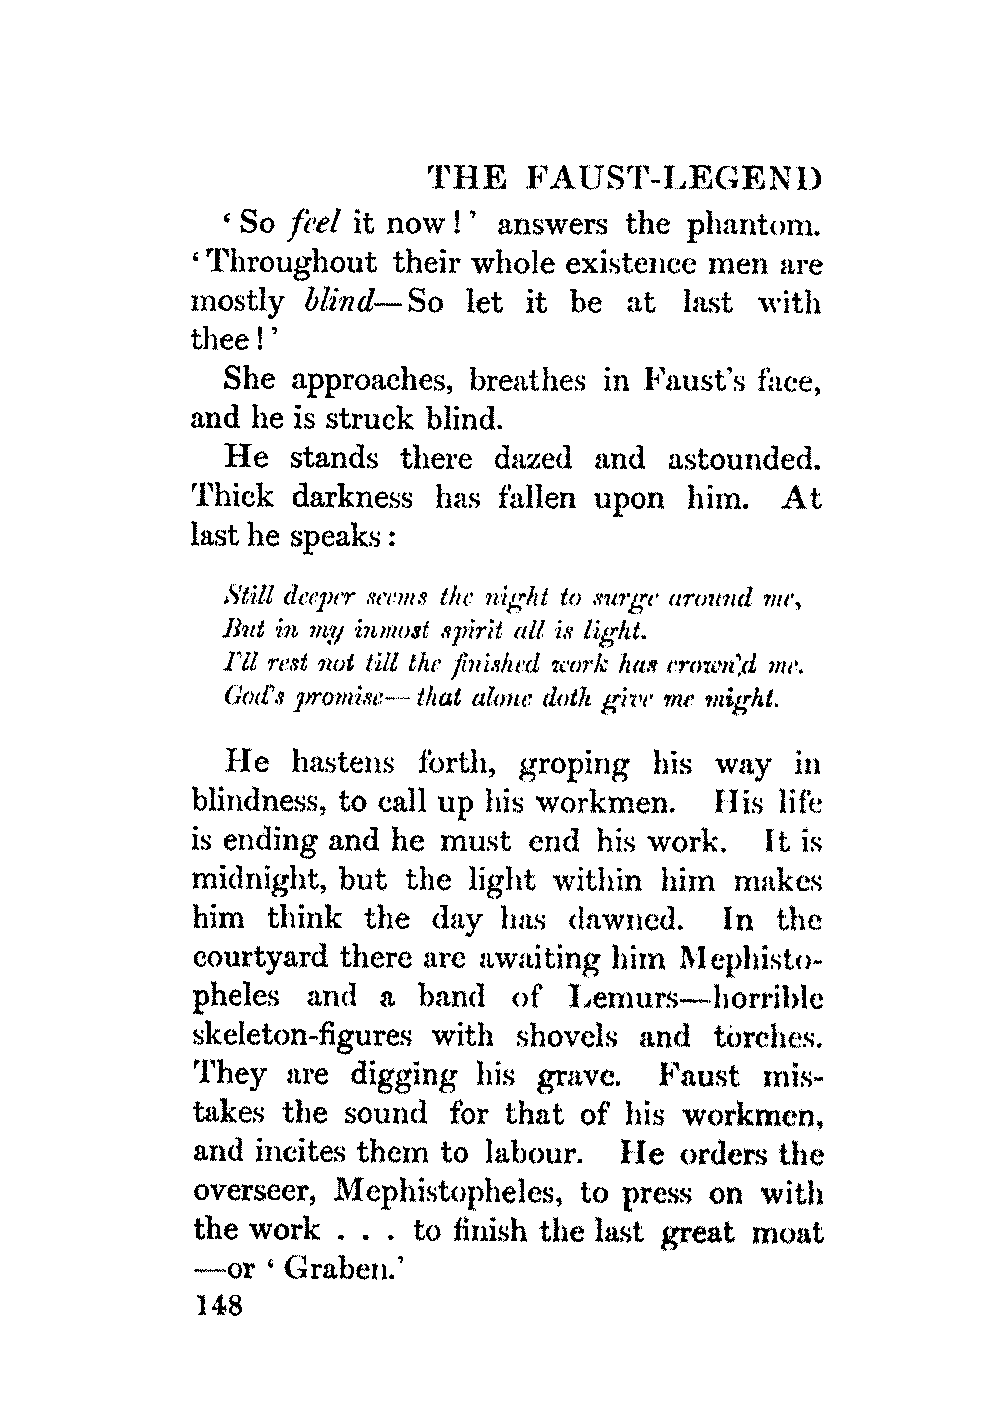 THE FAUST-LEGEND
‘ So feel it now ! ’ answers the phantom.
‘ Throughout their whole existence men are
mostly blind—So let it be at last with
thee ! ’
She approaches, breathes in Faust's face,
and he is struck blind.
He stands there dazed and astounded.
Thick darkness has fallen upon him. At
last he speaks :
Still deeper seems the night to surge around me,
But in my inmost spirit all is light.
I'll rest not till the finished work has crown'd me.
God's promise—that alone doth give me might.
He hastens forth, groping his way in
blindness, to call up his workmen. His life
is ending and he must end his work. It is
midnight, but the light within him makes
him think the day has dawned. In the
courtyard there are awaiting him Mephisto-
pheles and a band of Lemurs—horrible
skeleton-figures with shovels and torches.
They are digging his grave. Faust mis-
takes the sound for that of his workmen,
and incites them to labour. He orders the
overseer, Mephistopheles, to press on with
the work . . . to finish the last great moat
—or ‘ Graben.’
148